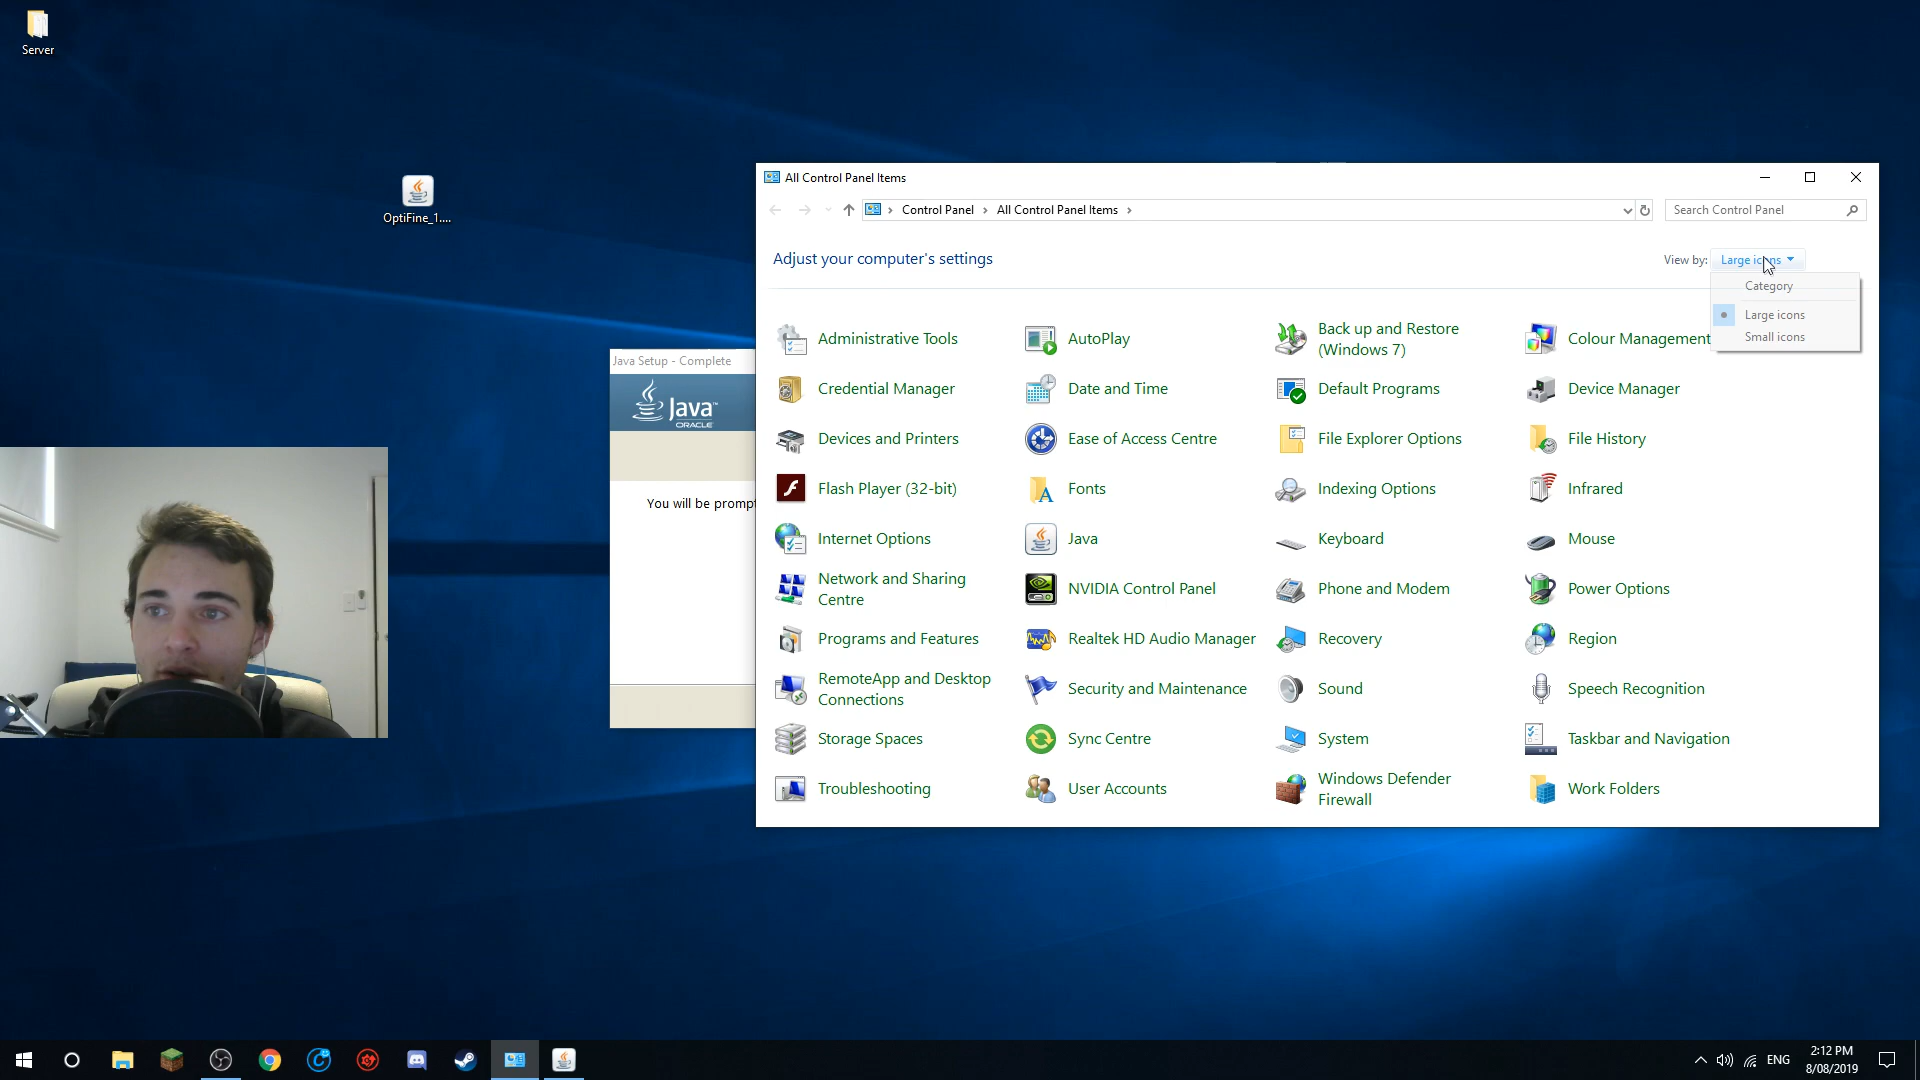 Server
OptiFine_1....
All Control Panel Items
Control Panel
All Control Panel Items
Search Control Panel
Adjust your computer's settings
View by:
Large icons
Category
Large icons
Small icons
Administrative Tools
AutoPlay
Back up and Restore
(Windows 7)
Colour Management
Credential Manager
Date and Time
Default Programs
Device Manager
Devices and Printers
Ease of Access Centre
File Explorer Options
File History
Flash Player (32-bit)
Fonts
Indexing Options
Infrared
Internet Options
Java
Keyboard
Mouse
Network and Sharing
Centre
NVIDIA Control Panel
Phone and Modem
Power Options
Programs and Features
Realtek HD Audio Manager
Recovery
Region
RemoteApp and Desktop
Connections
Security and Maintenance
Sound
Speech Recognition
Storage Spaces
Sync Centre
System
Taskbar and Navigation
Troubleshooting
User Accounts
Windows Defender
Firewall
Work Folders
Java Setup - Complete
Java™
ORACLE
You will be prompt
ENG
2:12 PM
8/08/2019